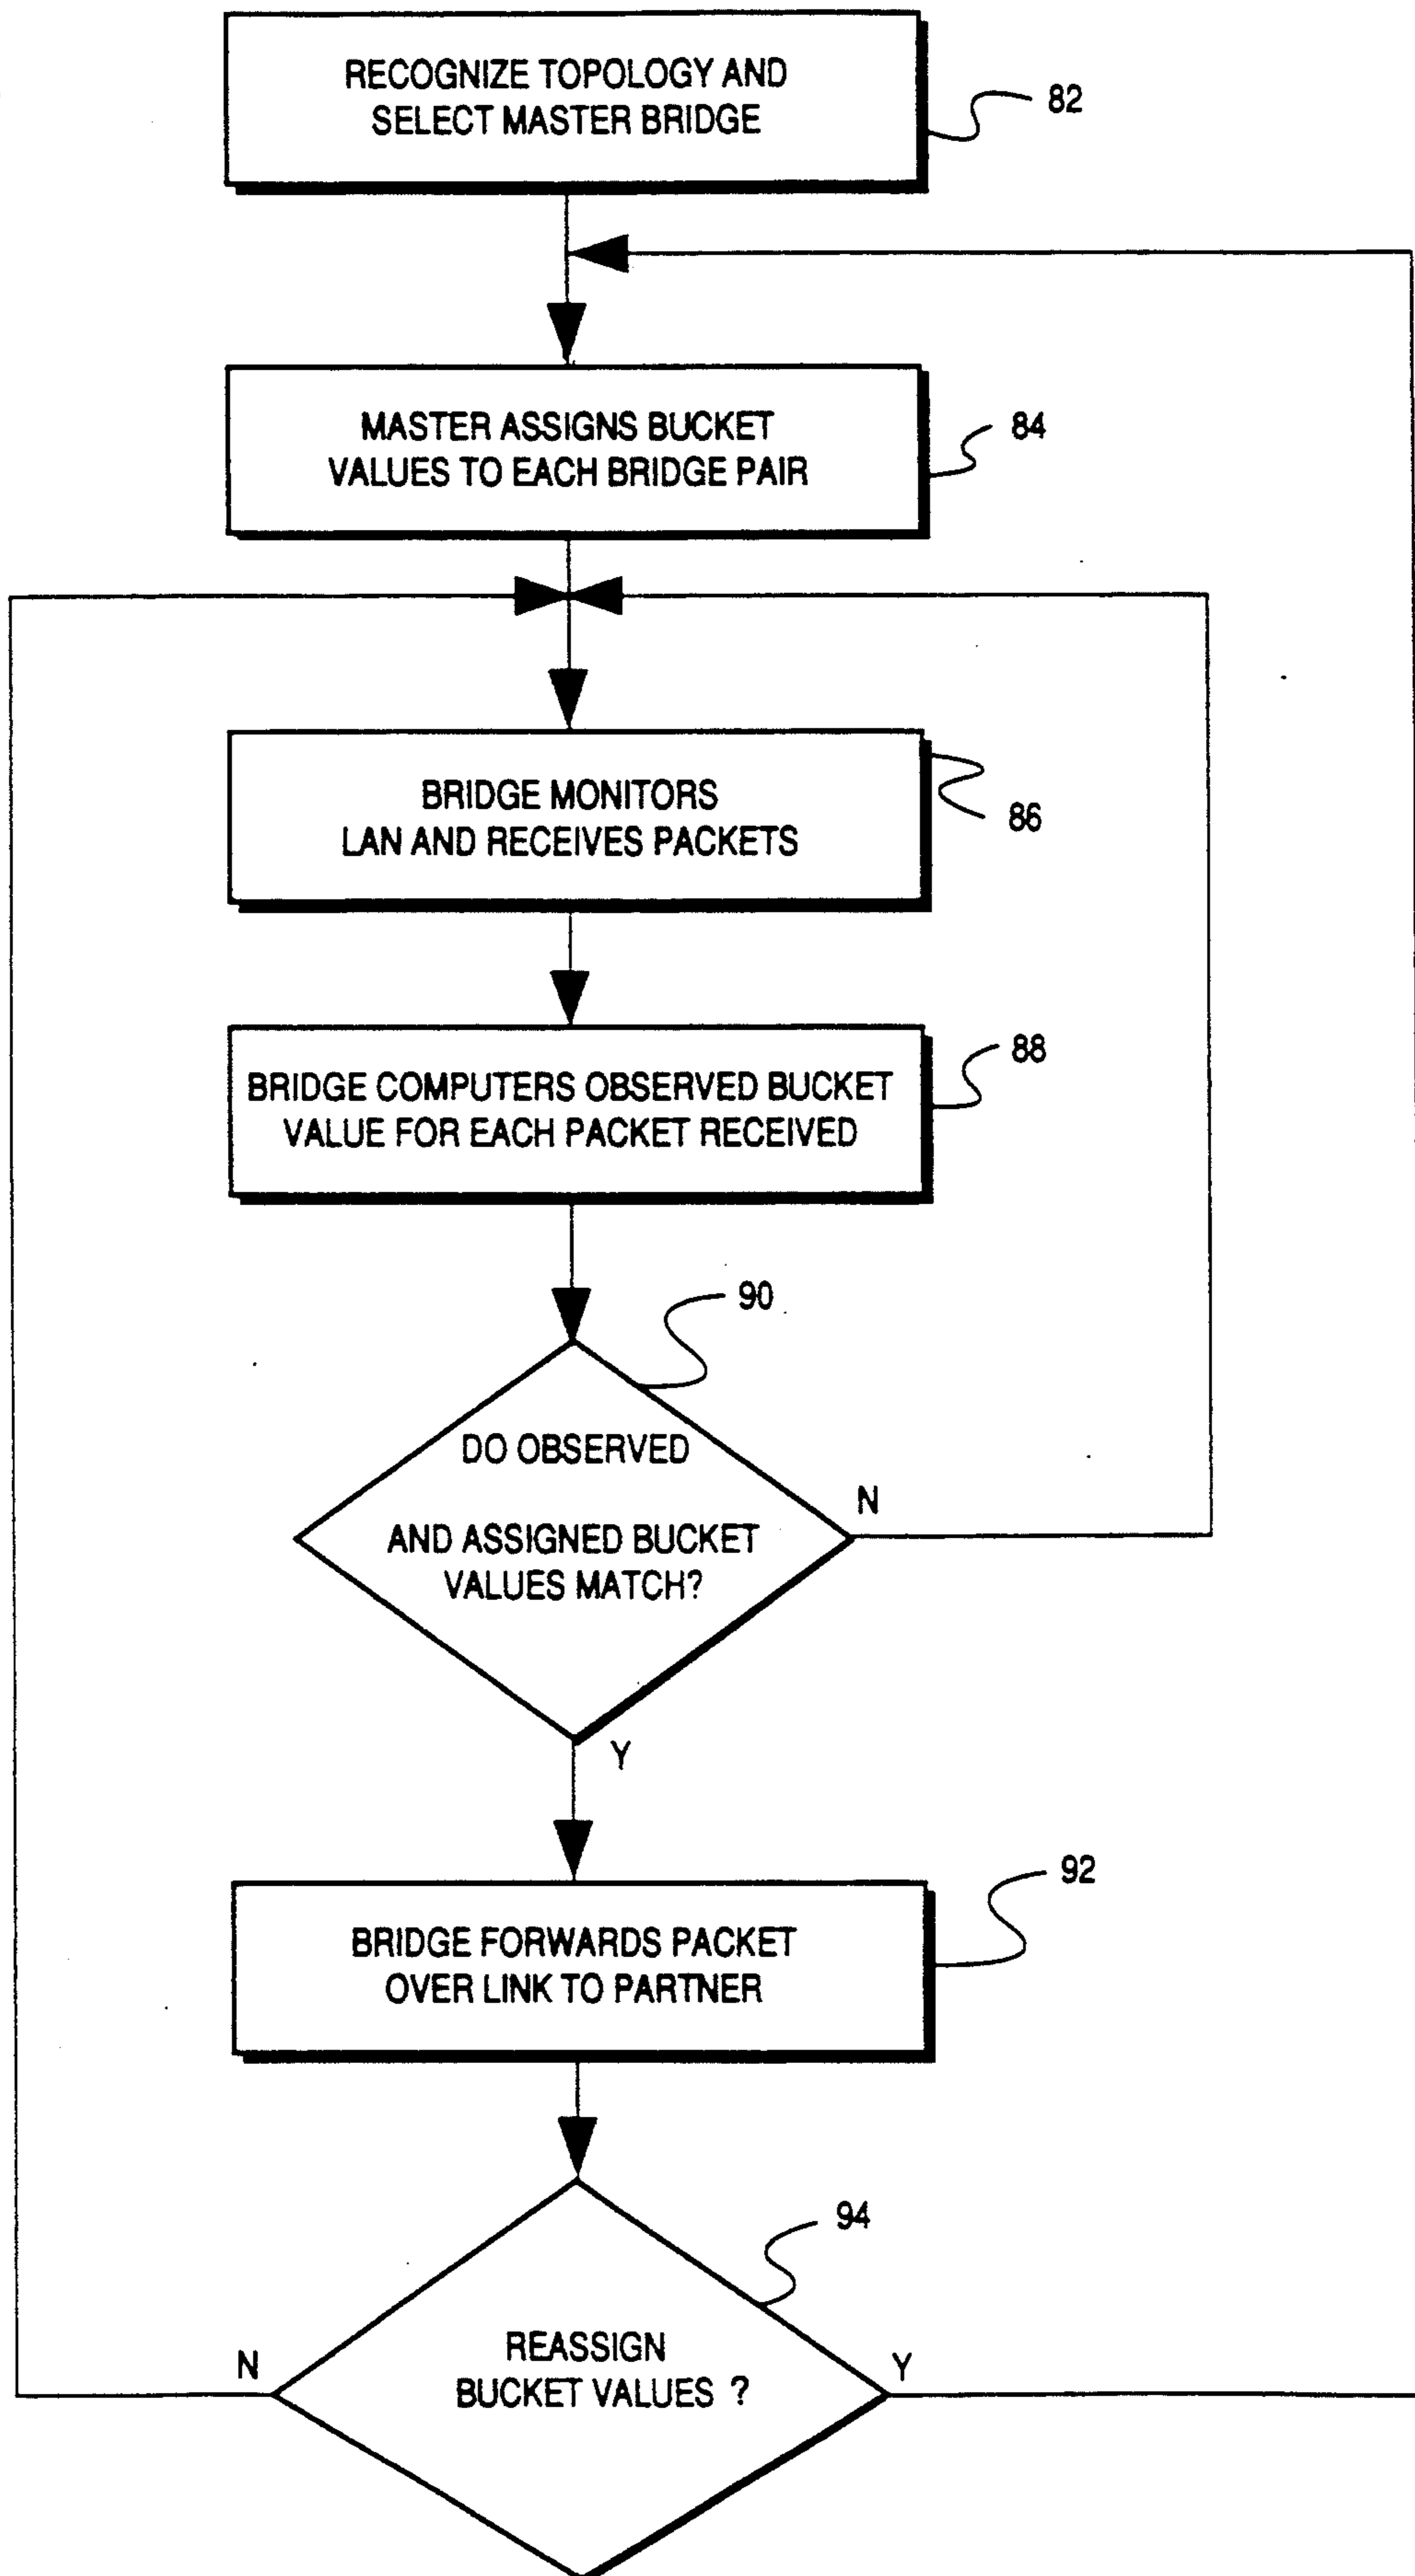 RECOGNIZE TOPOLOGY AND
SELECT MASTER BRIDGE
82
MASTER ASSIGNS BUCKET
VALUES TO EACH BRIDGE PAIR
84
BRIDGE MONITORS
LAN AND RECEIVES PACKETS
86
BRIDGE COMPUTERS OBSERVED BUCKET
VALUE FOR EACH PACKET RECEIVED
88
90
DO OBSERVED
AND ASSIGNED BUCKET
VALUES MATCH?
N
Y
BRIDGE FORWARDS PACKET
OVER LINK TO PARTNER
92
94
REASSIGN
BUCKET VALUES ?
N
Y